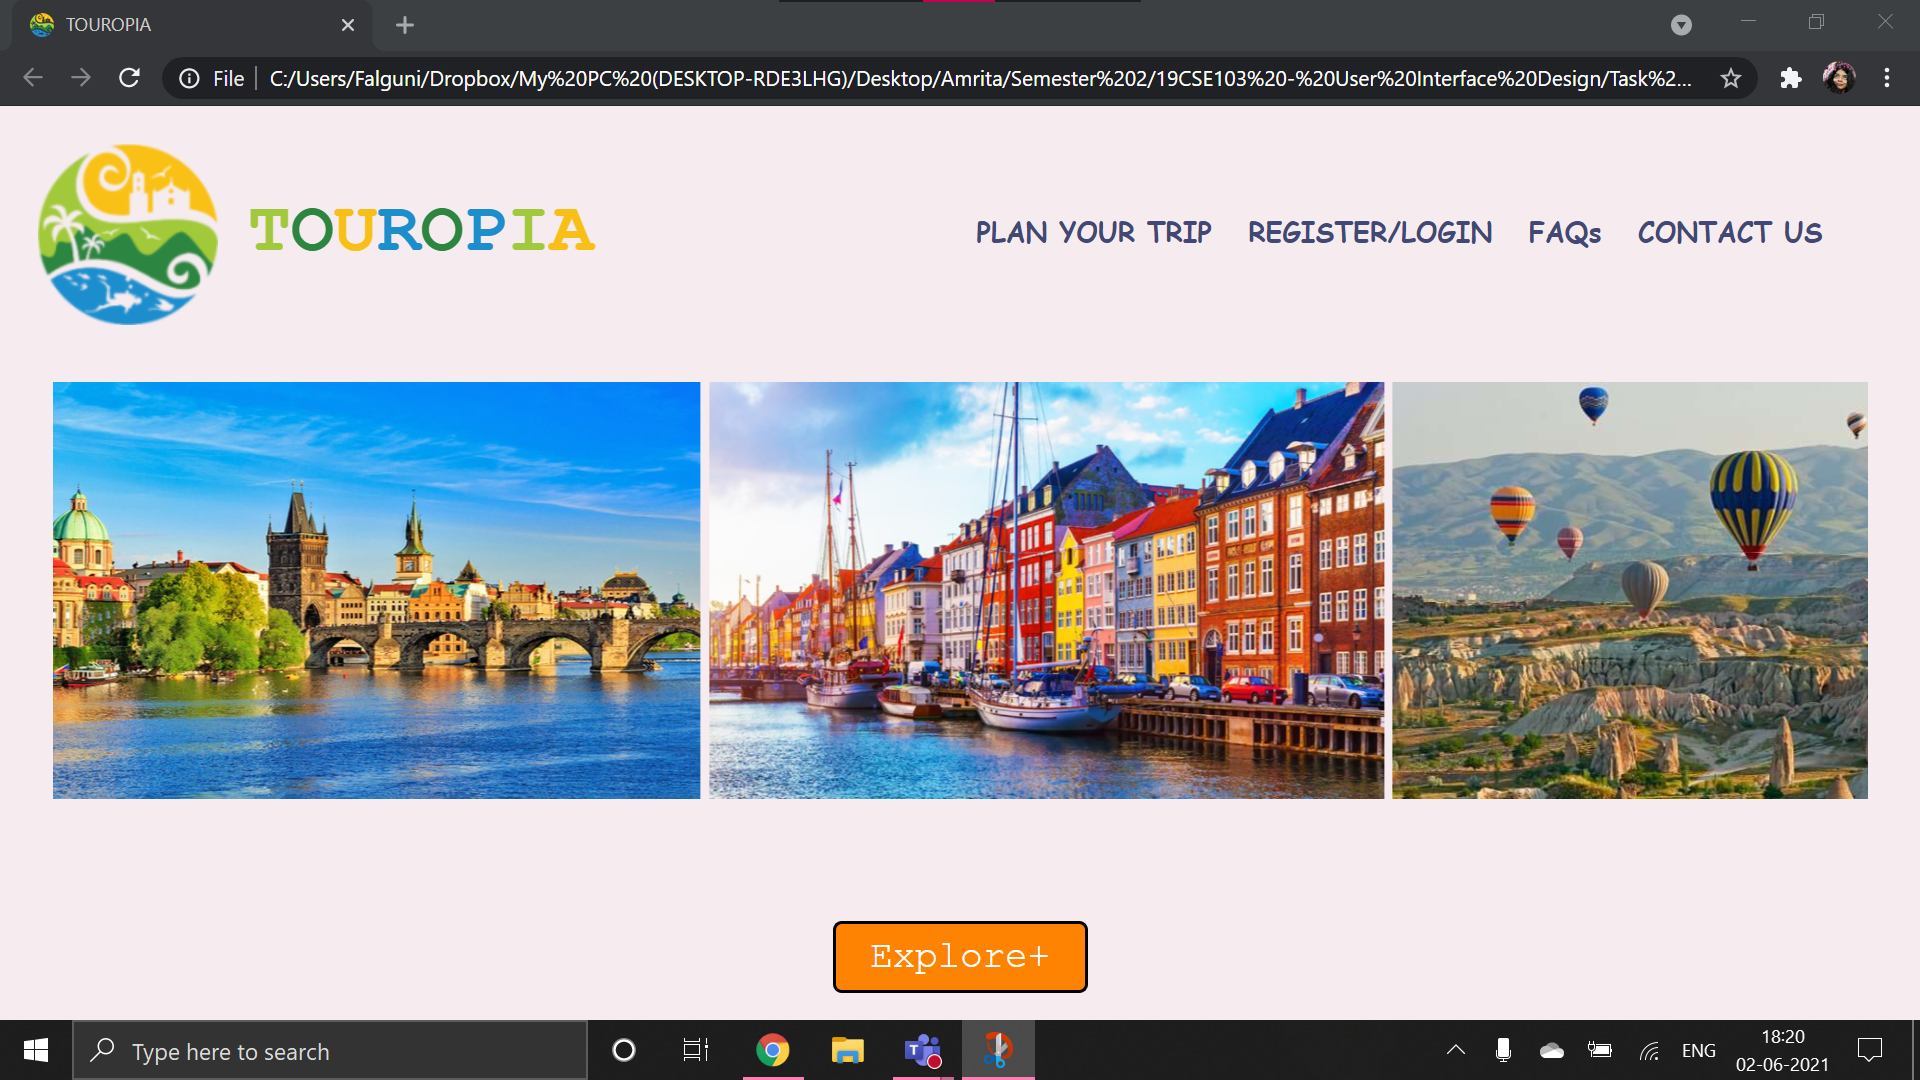 TOUROPIA
File
C:/Users/Falguni/Dropbox/My%20PC%20(DESKTOP-RDE3LHG)/Desktop/Amrita/Semester%202/19CSE103%20-%20User%20Interface%20Design/Task%2...
TOUROPIA
PLAN YOUR TRIP REGISTER/LOGIN FAQs CONTACT US
Explore+
Type here to search
T
ENG
18:20
02-06-2021